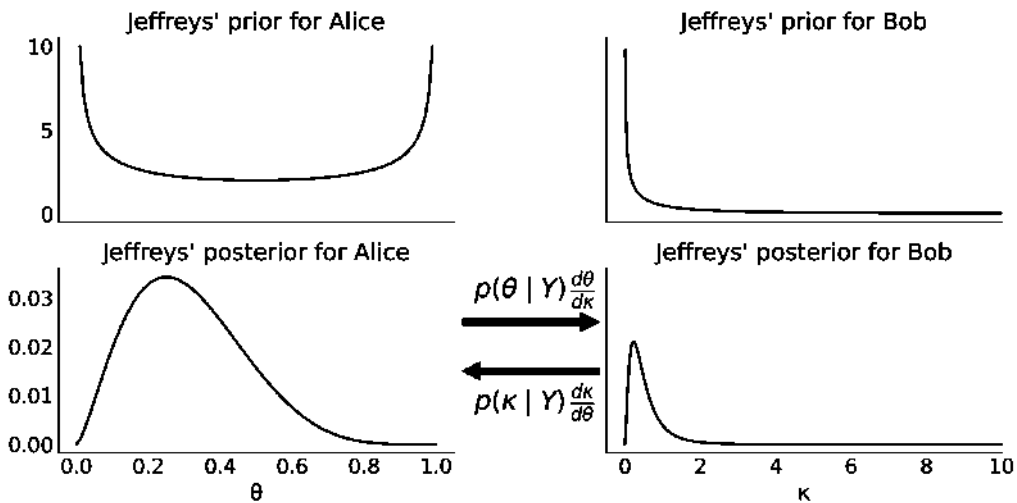 Jeffreys' prior for Alice
Jeffreys' prior for Bob
10
5
0
Jeffreys' posterior for Alice
Jeffreys' posterior for Bob
0.03
0.02
0.01
0.00
p(θ | Y) dθ/dκ
p(κ | Y) dκ/dθ
0.0 0.2 0.4 0.6 0.8 1.0
θ
0 2 4 6 8 10
κ